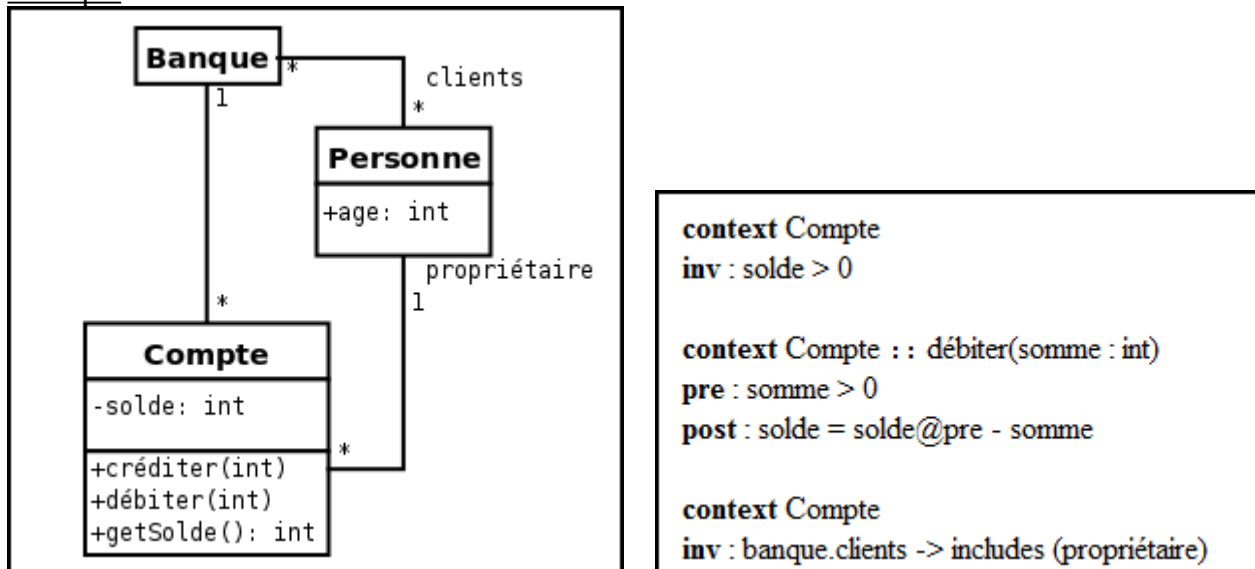 Banque
*
clients
1
*
Personne
+age: int
propriétaire
1
*
Compte
-solde: int
*
+créditer(int)
+débiter(int)
+getSolde(): int
context Compte
inv : solde > 0
context Compte :: débiter(somme : int)
pre : somme > 0
post : solde = solde@pre - somme
context Compte
inv : banque.clients -> includes (propriétaire)